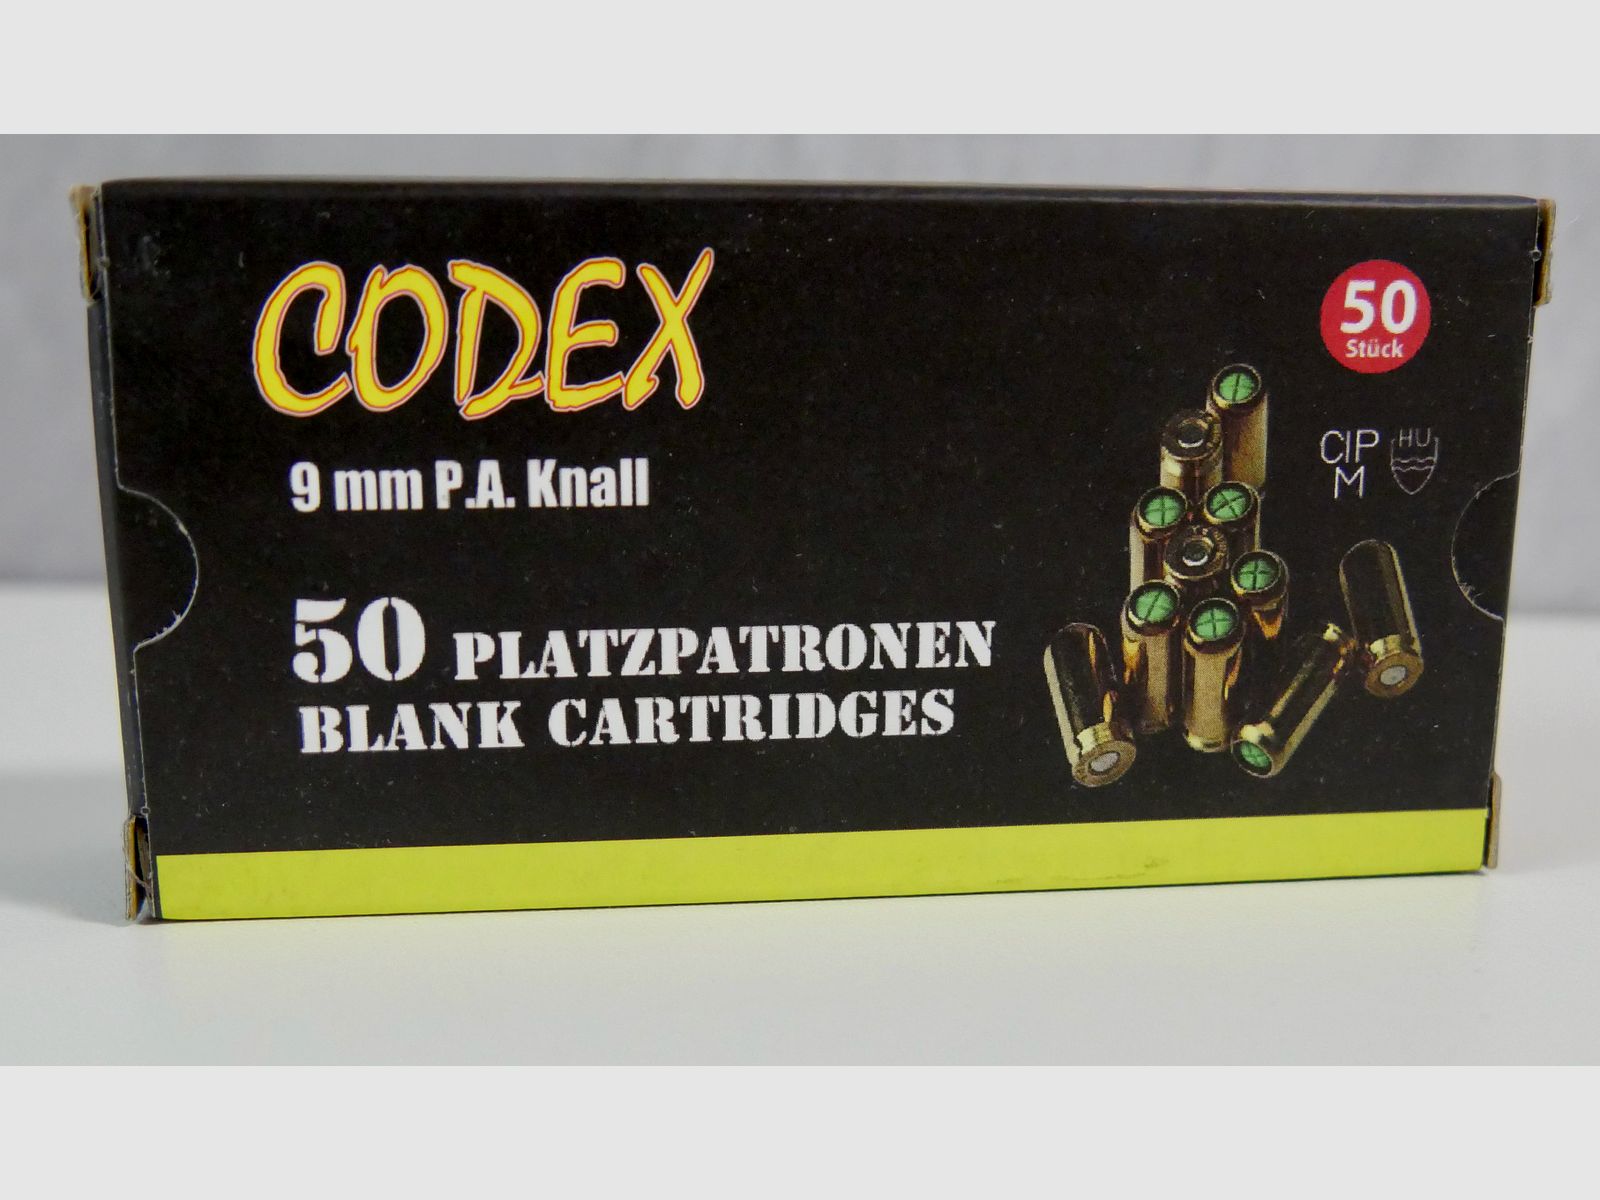 CODEX
9 mm P.A. Knall
50 PLATZPATRONEN
BLANK CARTRIDGES
50
Stück
CIP
M
HU